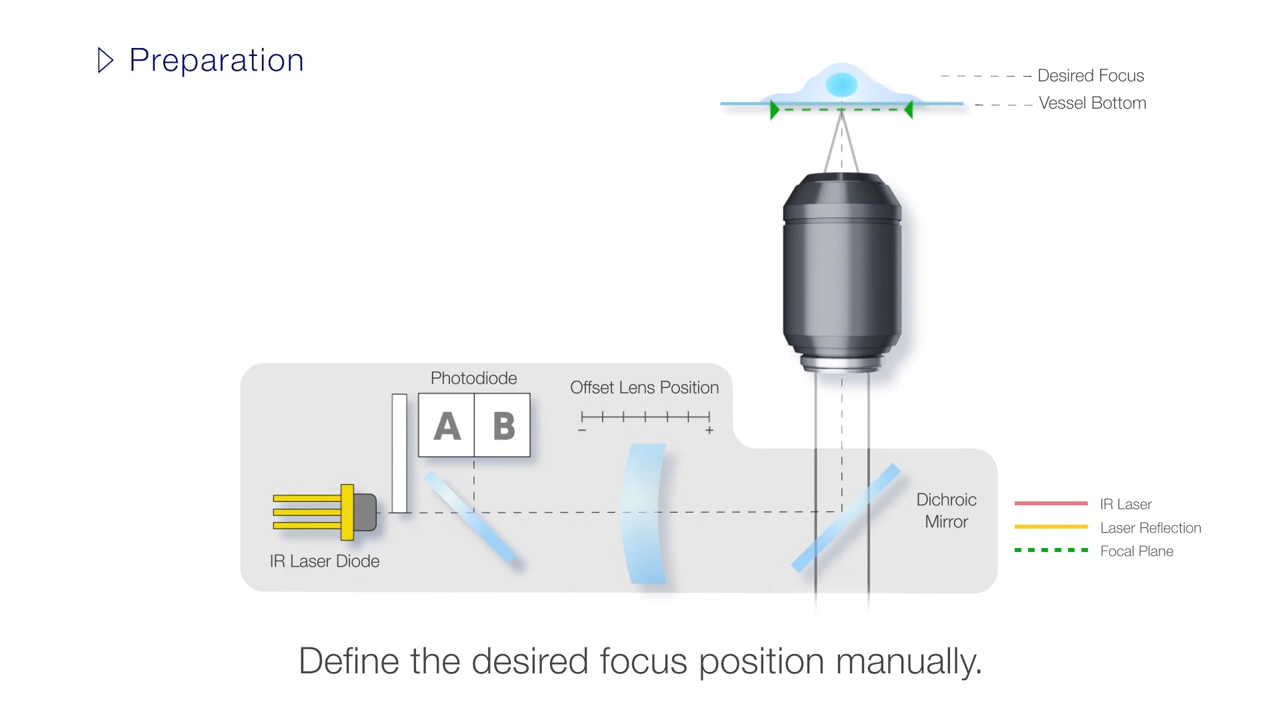 Preparation
Desired Focus
Vessel Bottom
Photodiode
A B
Offset Lens Position
− +
IR Laser Diode
Dichroic
Mirror
IR Laser
Laser Reflection
Focal Plane
Define the desired focus position manually.